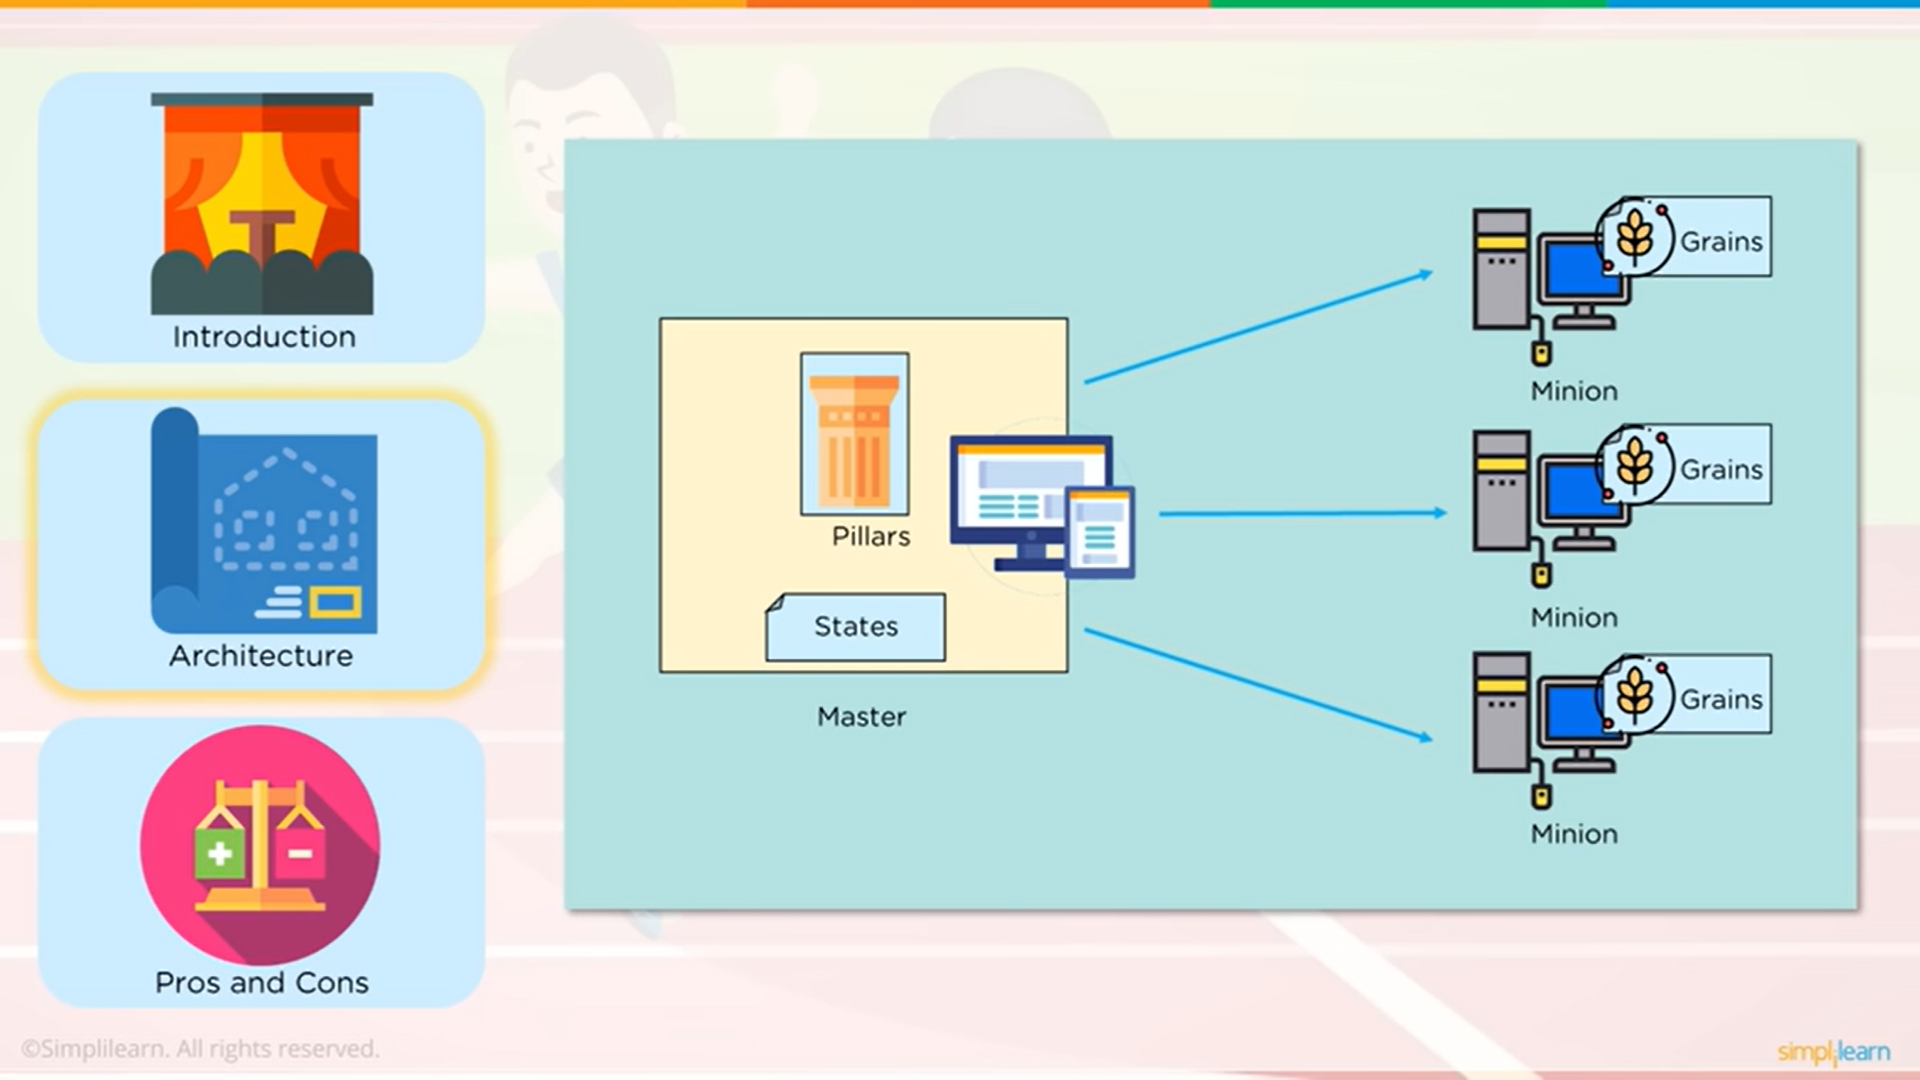 Introduction
Architecture
Pros and Cons
Pillars
States
Master
Grains
Minion
Grains
Minion
Grains
Minion
©Simplilearn. All rights reserved.
simplilearn